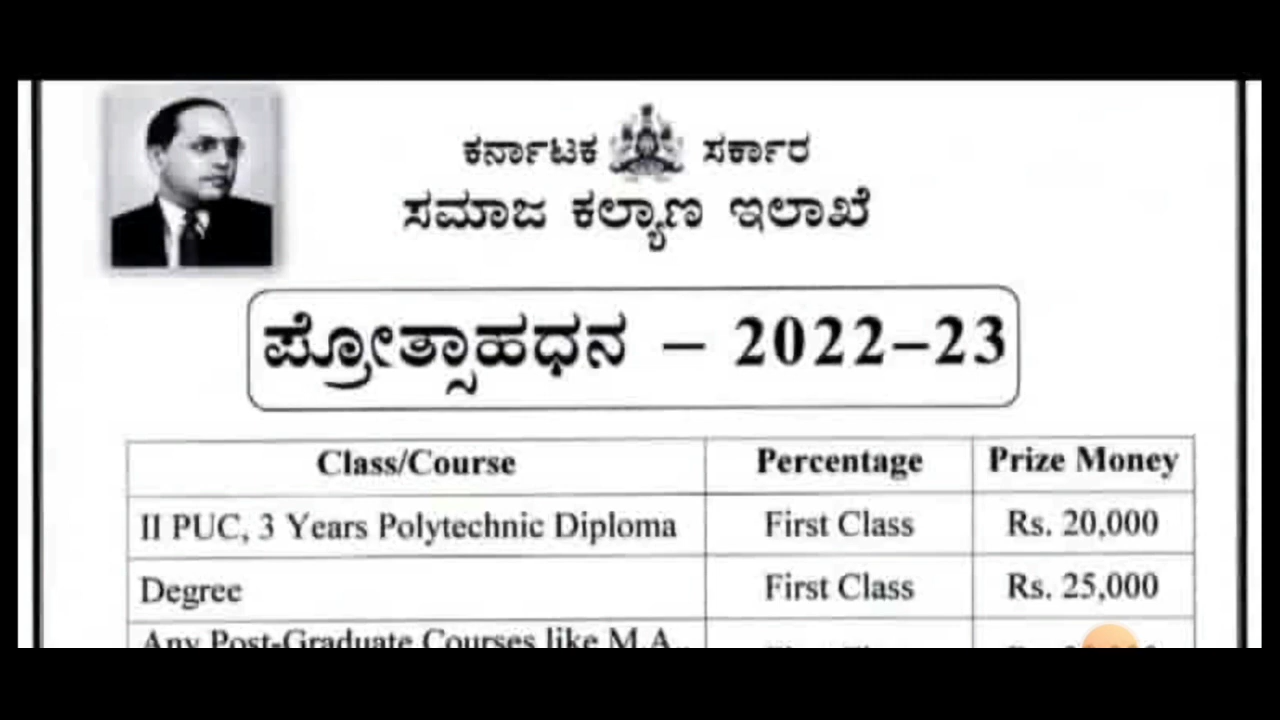 ಕರ್ನಾಟಕ ಸರ್ಕಾರ
ಸಮಾಜ ಕಲ್ಯಾಣ ಇಲಾಖೆ
ಪ್ರೋತ್ಸಾಹಧನ – 2022–23
Class/Course Percentage Prize Money
II PUC, 3 Years Polytechnic Diploma First Class Rs. 20,000
Degree First Class Rs. 25,000
Any Post-Graduate Courses like M.A.